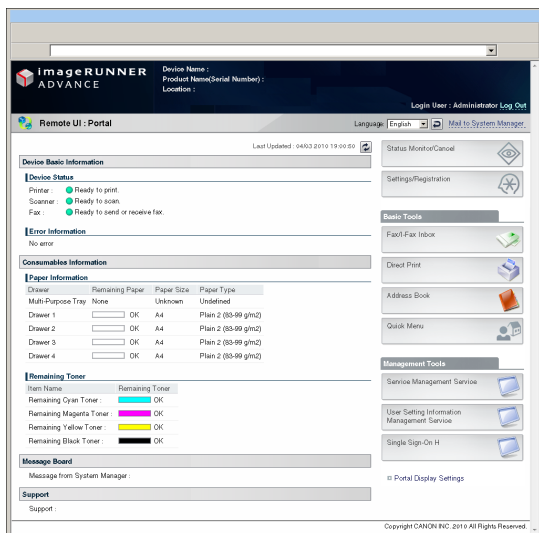 imageRUNNER
ADVANCE
Device Name :
Product Name(Serial Number) :
Location :
Login User : Administrator Log Out
Remote UI : Portal
Language: English
Mail to System Manager
Last Updated : 04/03 2010 19:00:50
Device Basic Information
Device Status
Printer : Ready to print.
Scanner : Ready to scan.
Fax : Ready to send or receive fax.
Error Information
No error
Consumables Information
Paper Information
Drawer Remaining Paper Paper Size Paper Type
Multi-Purpose Tray None Unknown Undefined
Drawer 1 OK A4 Plain 2 (83-99 g/m2)
Drawer 2 OK A4 Plain 2 (83-99 g/m2)
Drawer 3 OK A4 Plain 2 (83-99 g/m2)
Drawer 4 OK A4 Plain 2 (83-99 g/m2)
Remaining Toner
Item Name Remaining Toner
Remaining Cyan Toner : OK
Remaining Magenta Toner : OK
Remaining Yellow Toner : OK
Remaining Black Toner : OK
Message Board
Message from System Manager :
Support
Support :
Status Monitor/Cancel
Settings/Registration
Basic Tools
Fax/I-Fax Inbox
Direct Print
Address Book
Quick Menu
Management Tools
Service Management Service
User Setting Information
Management Service
Single Sign-On H
Portal Display Settings
Copyright CANON INC. 2010 All Rights Reserved.